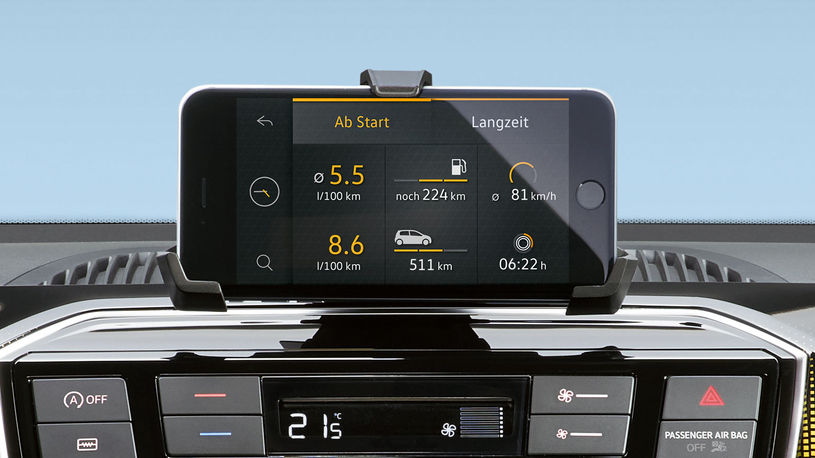 Ab Start
Langzeit
ø 5.5
l/100 km
noch 224 km
ø 81 km/h
8.6
l/100 km
511 km
06:22 h
A OFF
21.5 °C
PASSENGER AIR BAG
OFF